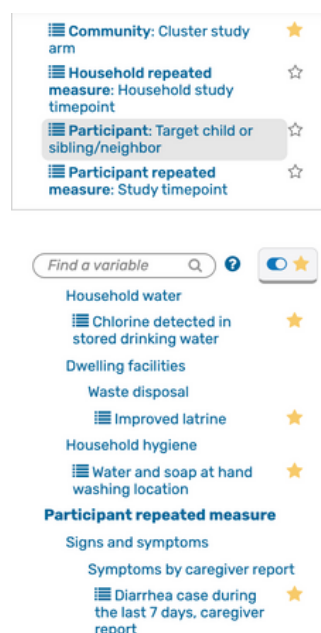 Community: Cluster study
arm
Household repeated
measure: Household study
timepoint
Participant: Target child or
sibling/neighbor
Participant repeated
measure: Study timepoint
Find a variable
Household water
Chlorine detected in
stored drinking water
Dwelling facilities
Waste disposal
Improved latrine
Household hygiene
Water and soap at hand
washing location
Participant repeated measure
Signs and symptoms
Symptoms by caregiver report
Diarrhea case during
the last 7 days, caregiver
report